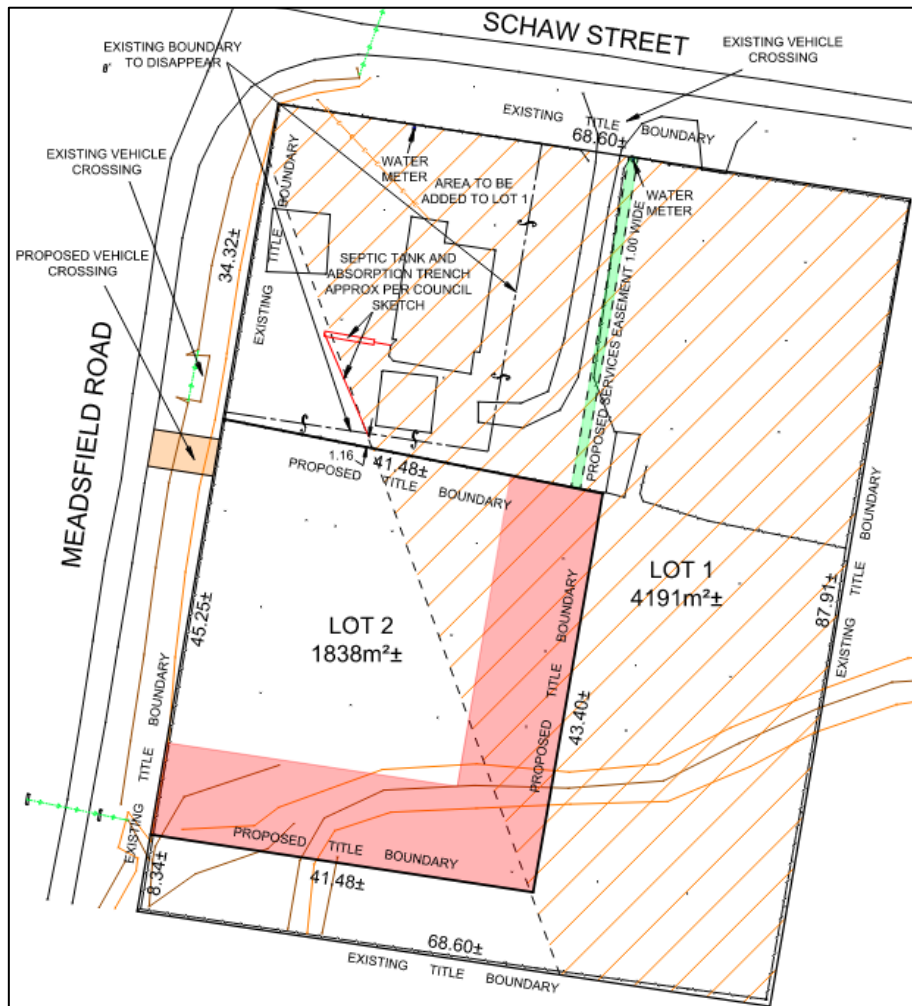 SCHAW STREET
EXISTING BOUNDARY
TO DISAPPEAR
EXISTING VEHICLE
CROSSING
EXISTING TITLE BOUNDARY
68.60±
EXISTING VEHICLE
CROSSING
WATER
METER
AREA TO BE
ADDED TO LOT 1
WATER
METER
PROPOSED VEHICLE
CROSSING
34.32±
EXISTING TITLE BOUNDARY
SEPTIC TANK AND
ABSORPTION TRENCH
APPROX PER COUNCIL
SKETCH
PROPOSED SERVICES EASEMENT 1.00 WIDE
MEADSFIELD ROAD
1.16
41.48±
PROPOSED TITLE BOUNDARY
LOT 1
4191m²±
87.91±
EXISTING TITLE BOUNDARY
45.25±
LOT 2
1838m²±
PROPOSED TITLE BOUNDARY
43.40±
EXISTING TITLE BOUNDARY
PROPOSED TITLE BOUNDARY
41.48±
8.34±
68.60±
EXISTING TITLE BOUNDARY